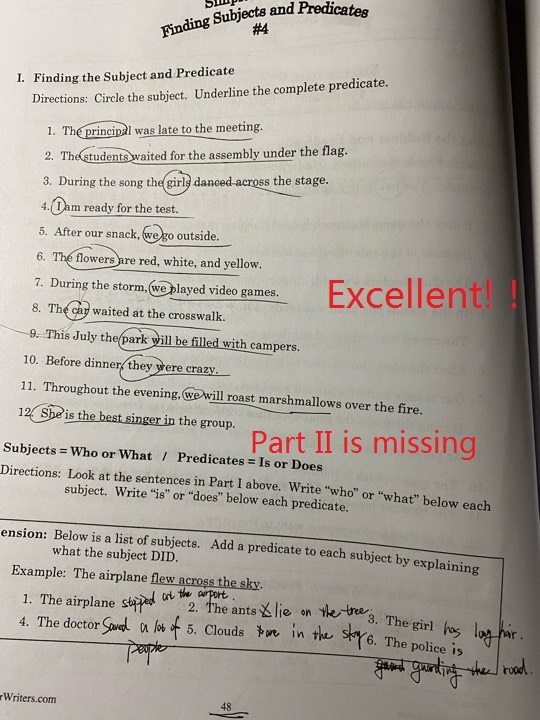 Finding Subjects and Predicates
#4
I. Finding the Subject and Predicate
Directions: Circle the subject. Underline the complete predicate.
1. The principal was late to the meeting.
2. The students waited for the assembly under the flag.
3. During the song the girls danced across the stage.
4. I am ready for the test.
5. After our snack, we go outside.
6. The flowers are red, white, and yellow.
7. During the storm, we played video games.
Excellent! !
8. The car waited at the crosswalk.
9. This July the park will be filled with campers.
10. Before dinner, they were crazy.
11. Throughout the evening, we will roast marshmallows over the fire.
12. She is the best singer in the group.
Part II is missing
Subjects = Who or What / Predicates = Is or Does
Directions: Look at the sentences in Part I above. Write "who" or "what" below each
subject. Write "is" or "does" below each predicate.
ension: Below is a list of subjects. Add a predicate to each subject by explaining
what the subject DID.
Example: The airplane flew across the sky.
1. The airplane stopped at the airport. 2. The ants lie on the tree. 3. The girl has long hair.
4. The doctor saved a lot of people 5. Clouds are in the sky 6. The police is guarding the road.
rWriters.com
48